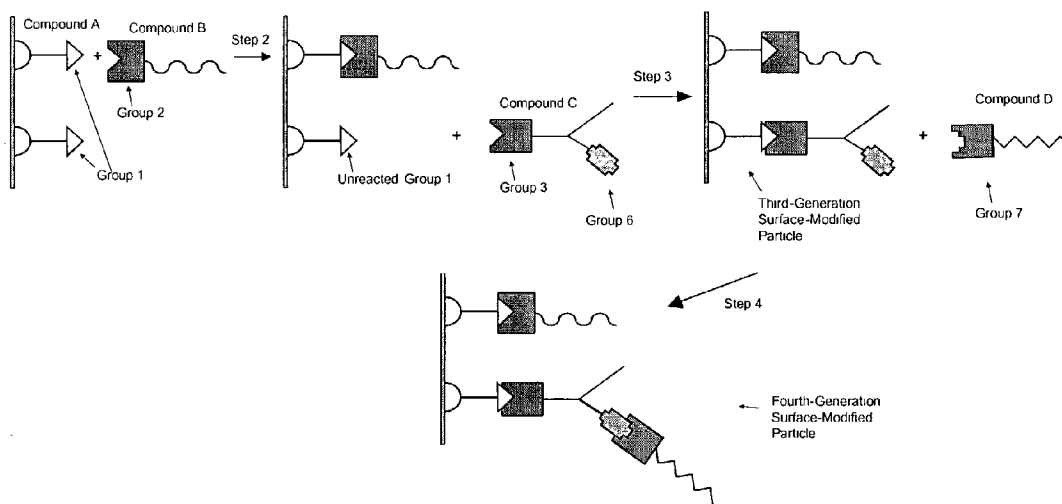 Compound A
Compound B
+
Step 2
Group 2
Group 1
+
Unreacted Group 1
Compound C
Group 3
Group 6
Step 3
Third-Generation
Surface-Modified
Particle
+
Compound D
Group 7
Step 4
Fourth-Generation
Surface-Modified
Particle